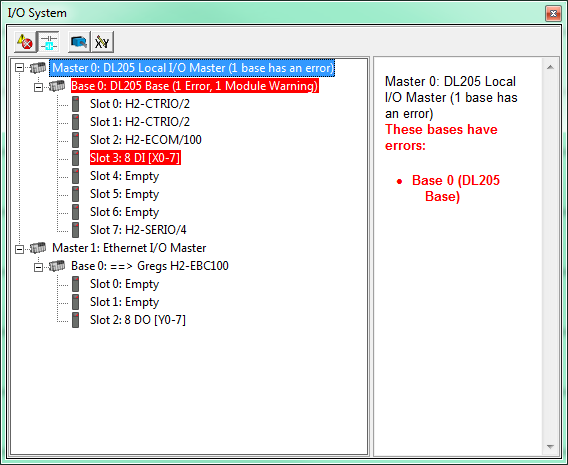 I/O System
XY
Master 0: DL205 Local I/O Master (1 base has an error)
Base 0: DL205 Base (1 Error, 1 Module Warning)
Slot 0: H2-CTRIO/2
Slot 1: H2-CTRIO/2
Slot 2: H2-ECOM/100
Slot 3: 8 DI [X0-7]
Slot 4: Empty
Slot 5: Empty
Slot 6: Empty
Slot 7: H2-SERIO/4
Master 1: Ethernet I/O Master
Base 0: ==> Gregs H2-EBC100
Slot 0: Empty
Slot 1: Empty
Slot 2: 8 DO [Y0-7]
Master 0: DL205 Local
I/O Master (1 base has
an error)
These bases have
errors:
• Base 0 (DL205
Base)